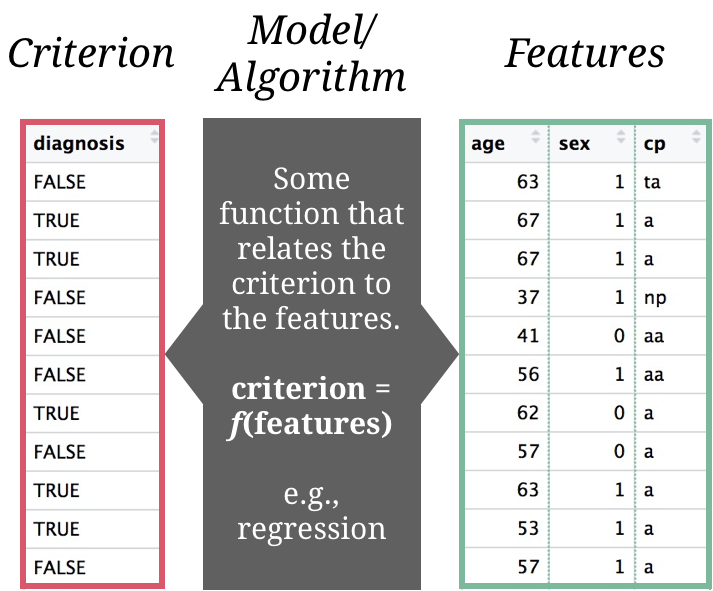 Criterion
Model/
Algorithm
Features
diagnosis
FALSE
TRUE
TRUE
FALSE
FALSE
FALSE
TRUE
FALSE
TRUE
TRUE
FALSE
Some
function that
relates the
criterion to
the features.
criterion =
f(features)
e.g.,
regression
age sex cp
63 1 ta
67 1 a
67 1 a
37 1 np
41 0 aa
56 1 aa
62 0 a
57 0 a
63 1 a
53 1 a
57 1 a